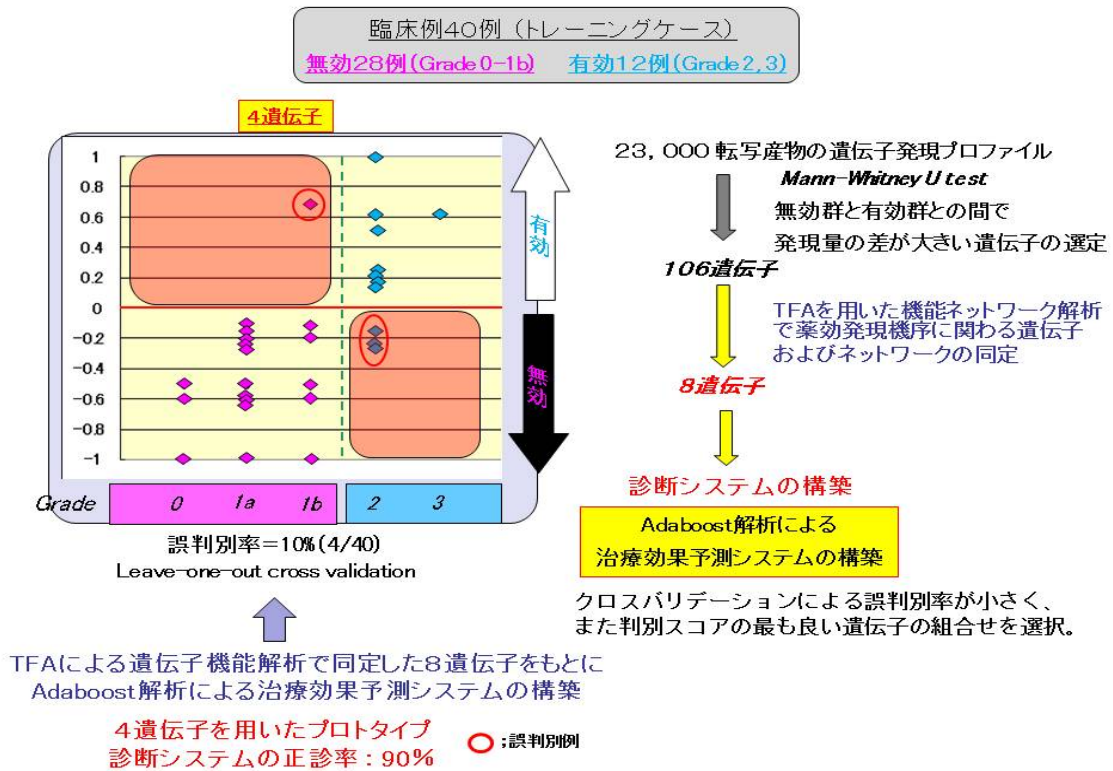 臨床例40例（トレーニングケース）
無効28例(Grade0-1b)　有効12例(Grade2,3)
4遺伝子
1
0.8
0.6
0.4
0.2
0
-0.2
-0.4
-0.6
-0.8
-1
有効
無効
Grade 0 1a 1b 2 3
誤判別率=10%(4/40)
Leave-one-out cross validation
TFAによる遺伝子機能解析で同定した8遺伝子をもとに
Adaboost解析による治療効果予測システムの構築
4遺伝子を用いたプロトタイプ
診断システムの正診率：90%
;誤判別例
23,000転写産物の遺伝子発現プロファイル
Mann-Whitney U test
無効群と有効群との間で
発現量の差が大きい遺伝子の選定
106遺伝子
TFAを用いた機能ネットワーク解析
で薬効発現機序に関わる遺伝子
およびネットワークの同定
8遺伝子
診断システムの構築
Adaboost解析による
治療効果予測システムの構築
クロスバリデーションによる誤判別率が小さく、
また判別スコアの最も良い遺伝子の組合せを選択。